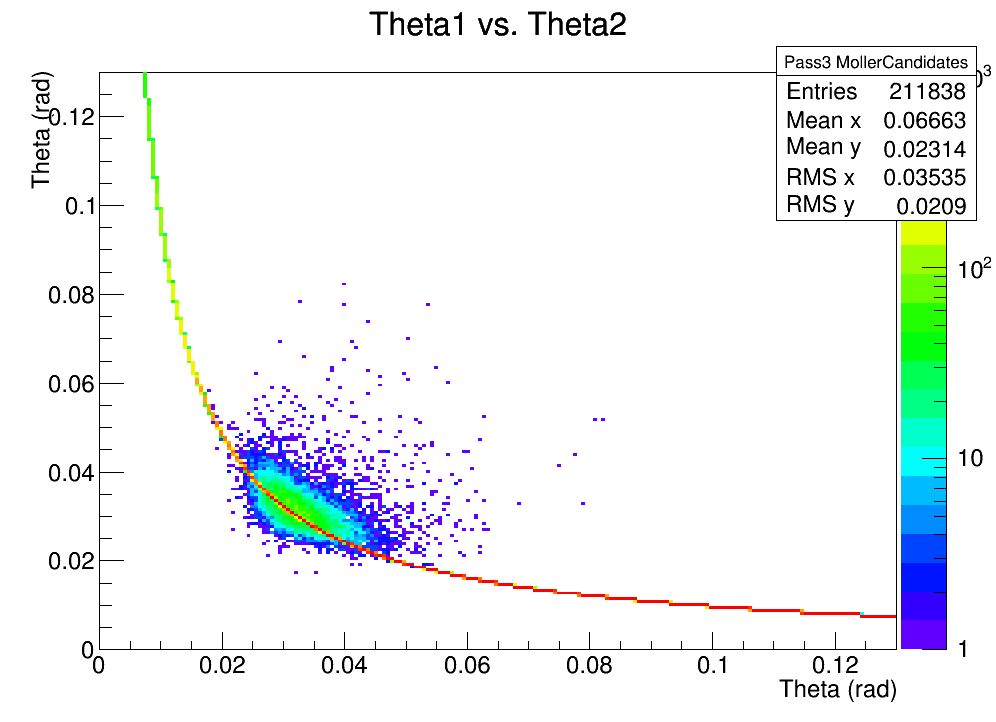 Theta1 vs. Theta2
Pass3 MollerCandidates
Entries 211838
Mean x 0.06663
Mean y 0.02314
RMS x 0.03535
RMS y 0.0209
Theta (rad)
0.12
0.1
0.08
0.06
0.04
0.02
0
0 0.02 0.04 0.06 0.08 0.1 0.12
Theta (rad)
10²
10
1